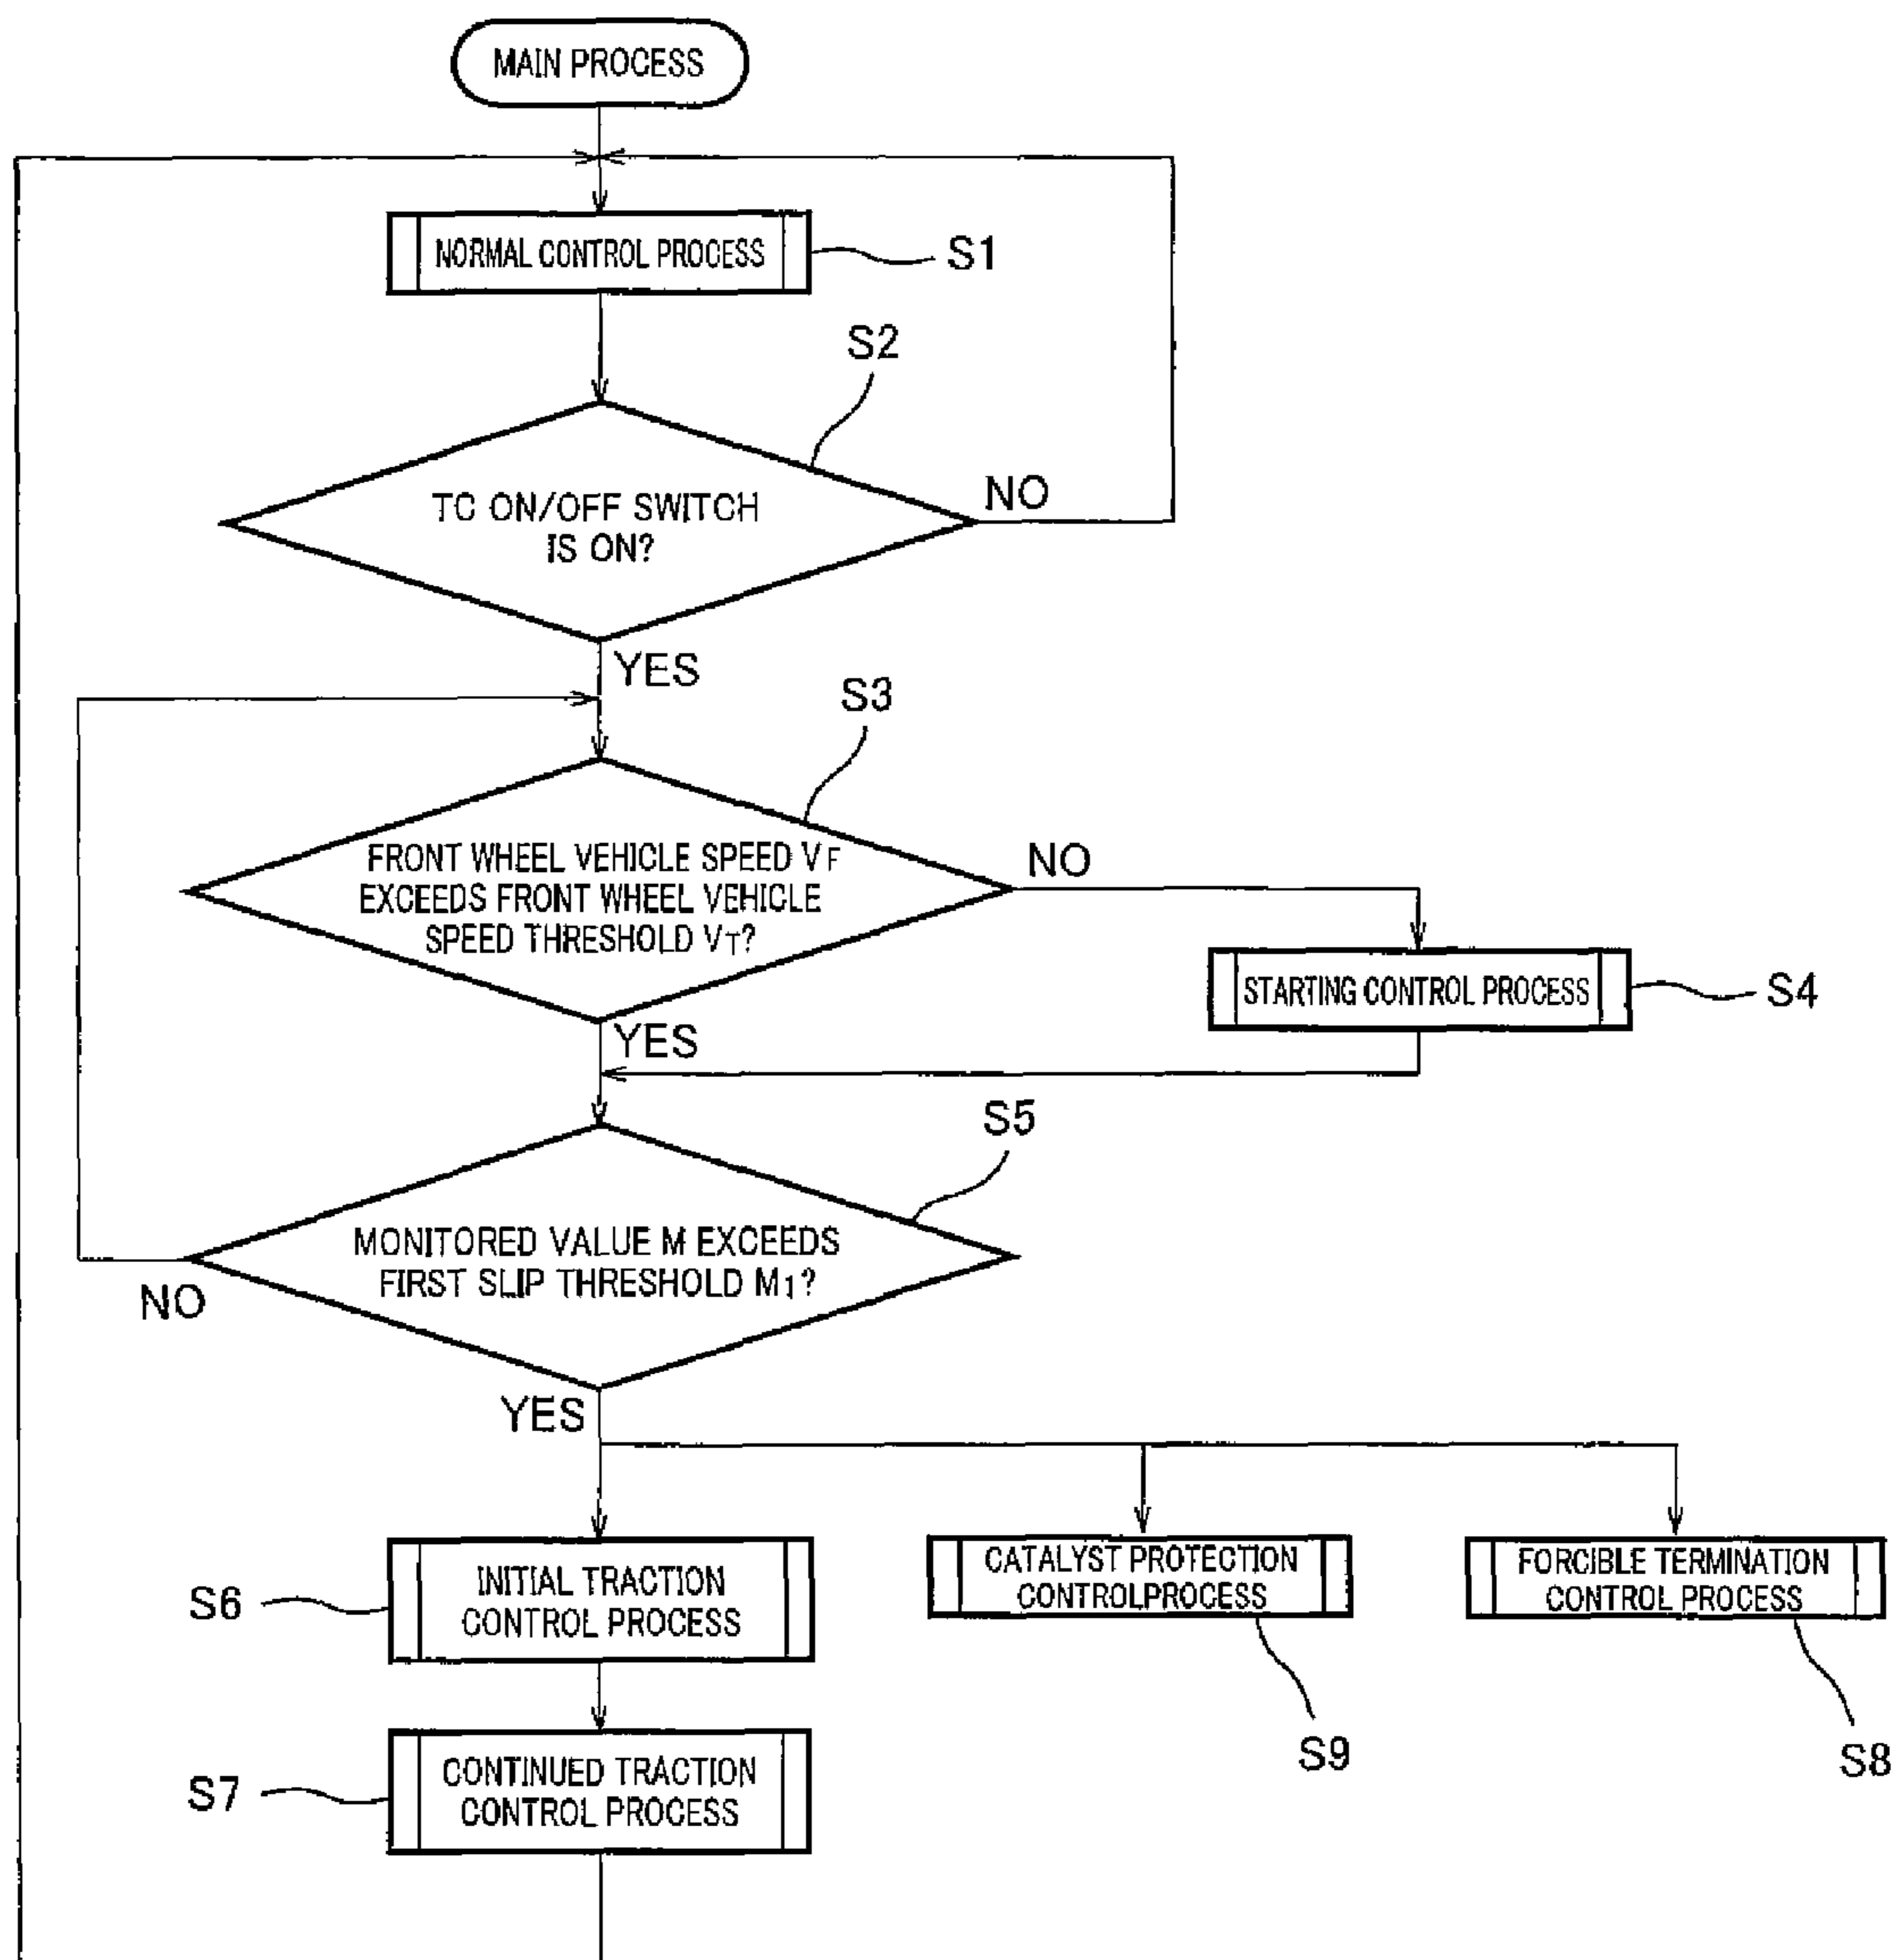 MAIN PROCESS
NORMAL CONTROL PROCESS
S1
S2
TC ON/OFF SWITCH
IS ON?
NO
YES
S3
FRONT WHEEL VEHICLE SPEED VF
EXCEEDS FRONT WHEEL VEHICLE
SPEED THRESHOLD VT?
NO
STARTING CONTROL PROCESS
S4
YES
S5
MONITORED VALUE M EXCEEDS
FIRST SLIP THRESHOLD M1?
NO
YES
S6
INITIAL TRACTION
CONTROL PROCESS
CATALYST PROTECTION
CONTROLPROCESS
FORCIBLE TERMINATION
CONTROL PROCESS
S9
S8
S7
CONTINUED TRACTION
CONTROL PROCESS